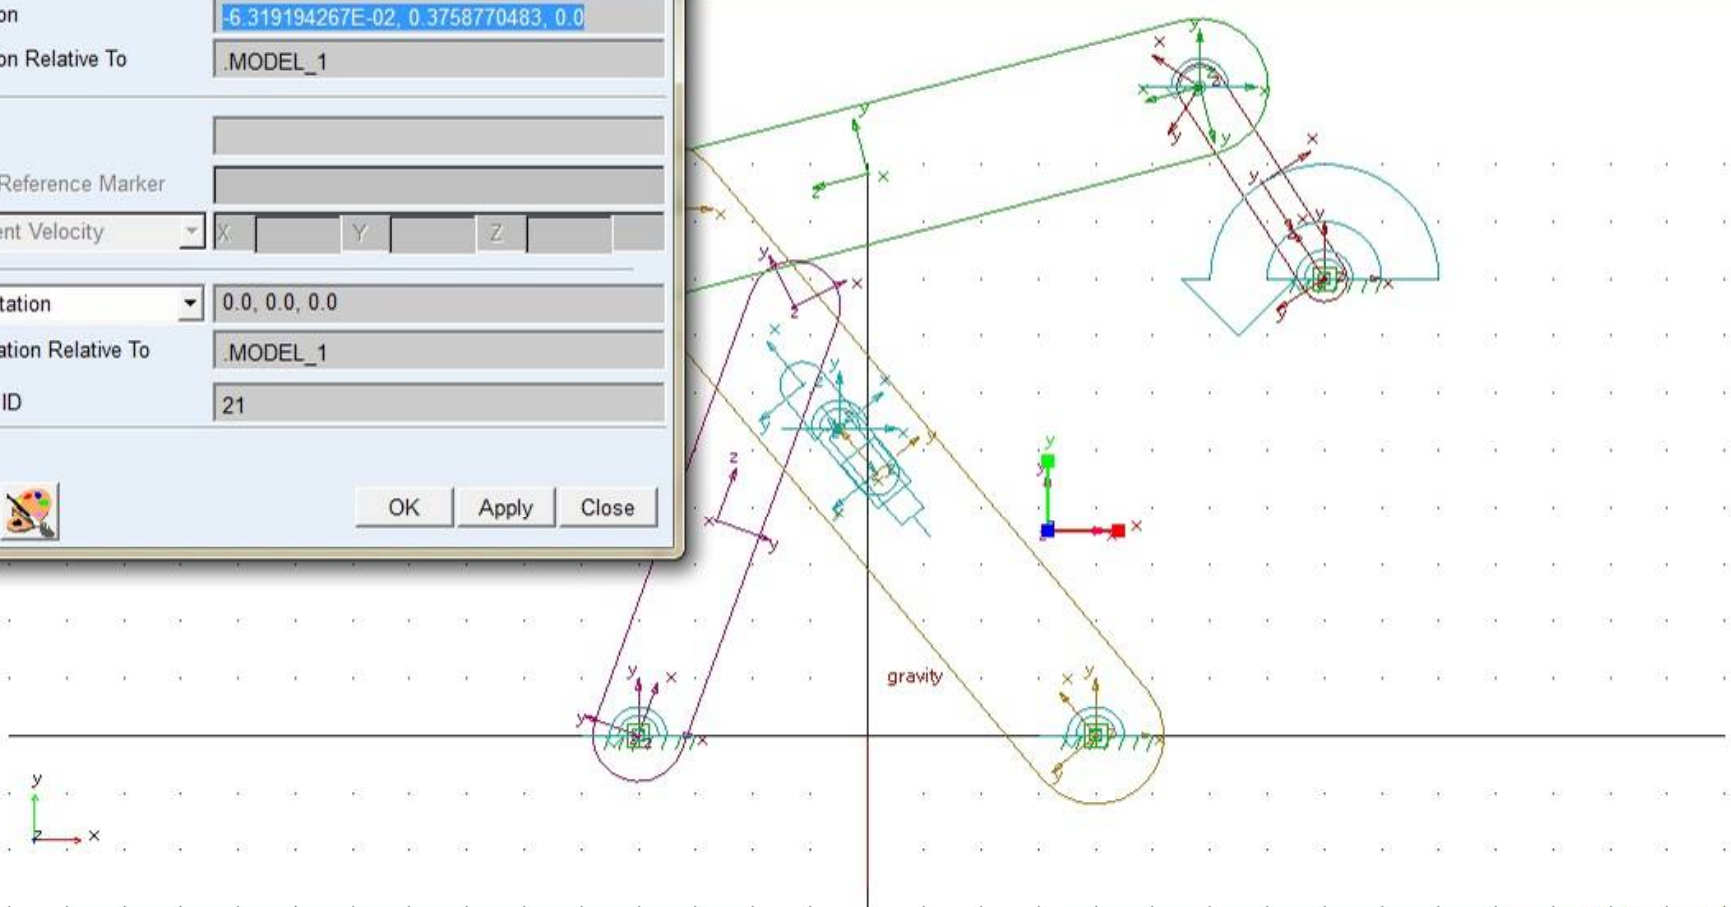 on
-6.319194267E-02, 0.3758770483, 0.0
on Relative To
.MODEL_1
Reference Marker
ent Velocity
X
Y
Z
tation
0.0, 0.0, 0.0
ation Relative To
.MODEL_1
ID
21
OK
Apply
Close
gravity
y
z
x